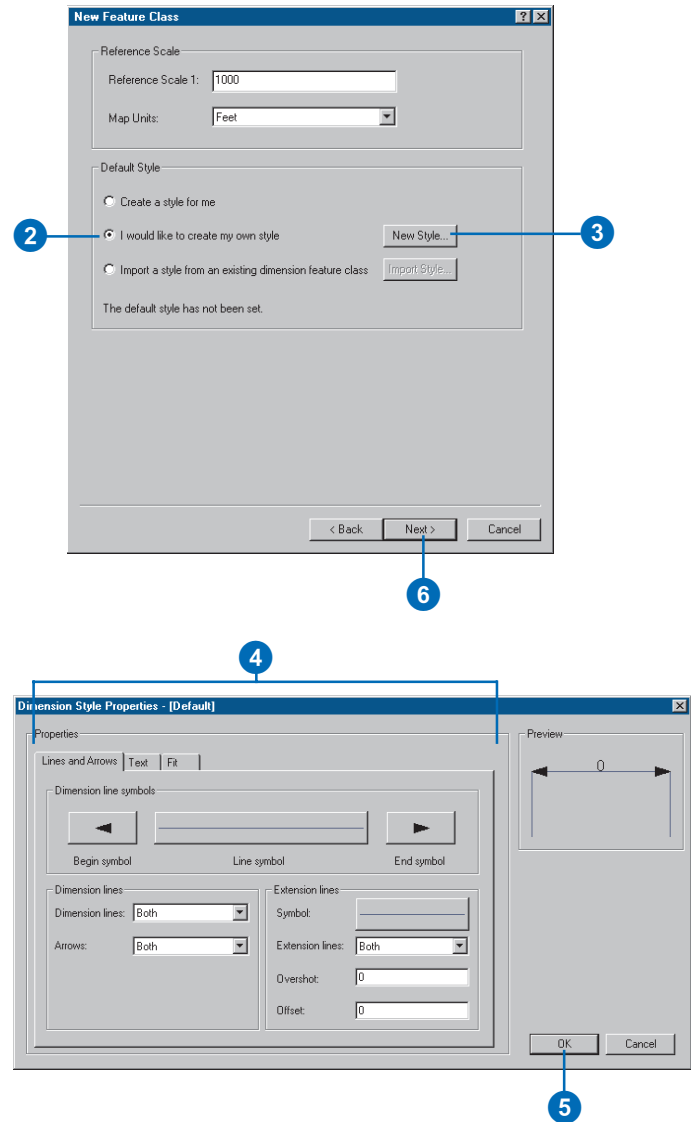 New Feature Class
Reference Scale
Reference Scale 1: 1000
Map Units: Feet
Default Style
Create a style for me
2 I would like to create my own style New Style... 3
Import a style from an existing dimension feature class Import Style...
The default style has not been set.
< Back Next > Cancel
6
4
Dimension Style Properties - [Default]
Properties Preview
Lines and Arrows Text Fit
0
Dimension line symbols
Begin symbol Line symbol End symbol
Dimension lines Extension lines
Dimension lines: Both Symbol:
Arrows: Both Extension lines: Both
Overshot: 0
Offset: 0
OK Cancel
5